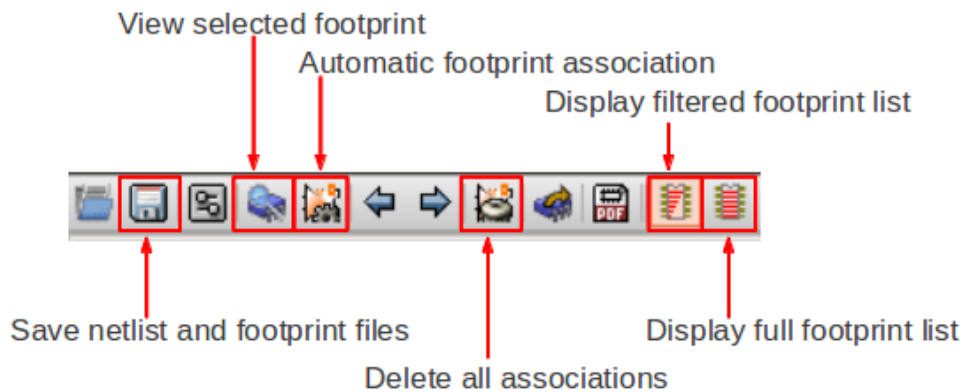 View selected footprint
Automatic footprint association
Display filtered footprint list
PDF
Save netlist and footprint files
Display full footprint list
Delete all associations